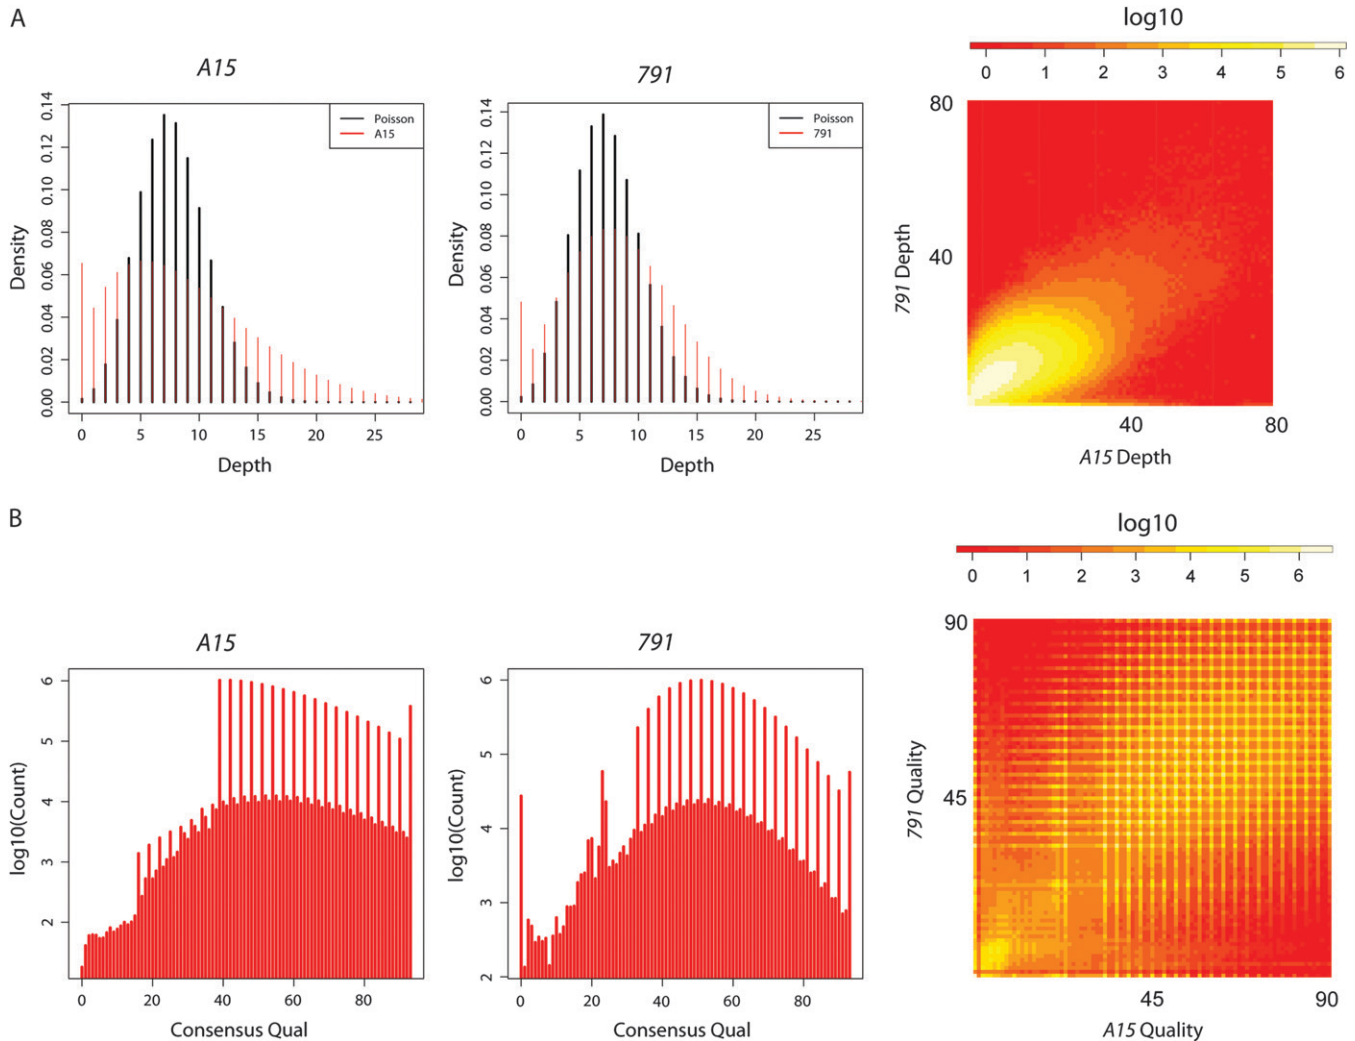 A
A15
Poisson
A15
0.14
0.12
0.10
0.08
0.06
0.04
0.02
0.00
Density
0 5 10 15 20 25
Depth
791
Poisson
791
0.14
0.12
0.10
0.08
0.06
0.04
0.02
0.00
Density
0 5 10 15 20 25
Depth
log10
0 1 2 3 4 5 6
80
40
791 Depth
40 80
A15 Depth
B
A15
6
5
4
3
2
log10(Count)
0 20 40 60 80
Consensus Qual
791
6
5
4
3
2
log10(Count)
0 20 40 60 80
Consensus Qual
log10
0 1 2 3 4 5 6
90
45
791 Quality
45 90
A15 Quality